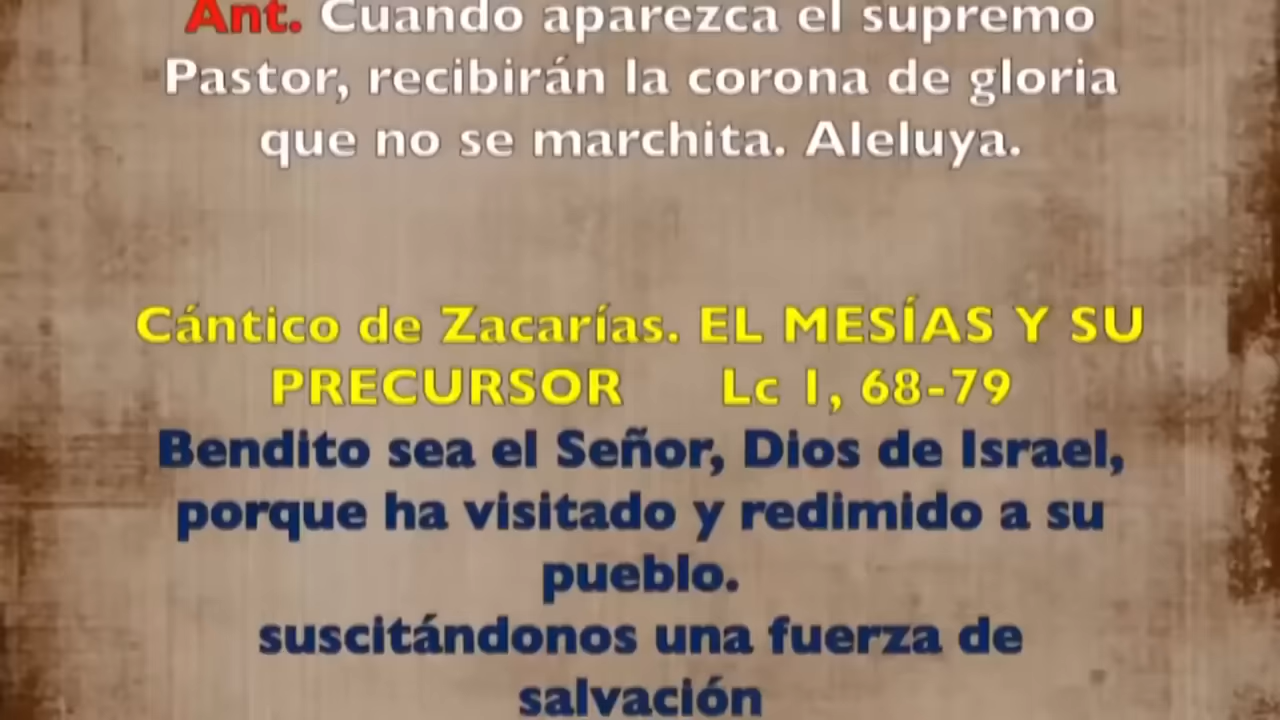 Ant. Cuando aparezca el supremo
Pastor, recibirán la corona de gloria
que no se marchita. Aleluya.
Cántico de Zacarías. EL MESÍAS Y SU
PRECURSOR Lc 1, 68-79
Bendito sea el Señor, Dios de Israel,
porque ha visitado y redimido a su
pueblo.
suscitándonos una fuerza de
salvación